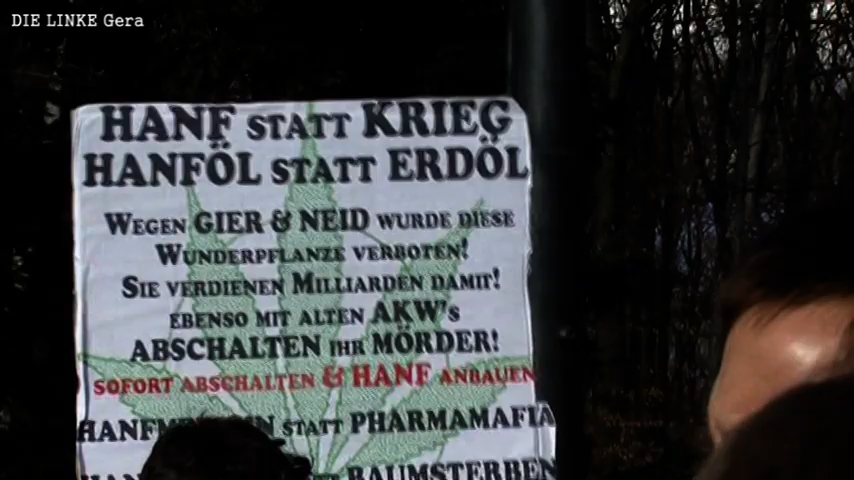 DIE LINKE Gera
HANF STATT KRIEG
HANFÖL STATT ERDÖL
WEGEN GIER & NEID WURDE DIESE
WUNDERPFLANZE VERBOTEN!
SIE VERDIENEN MILLIARDEN DAMIT!
EBENSO MIT ALTEN AKW'S
ABSCHALTEN IHR MÖRDER!
SOFORT ABSCHALTEN & HANF ANBAUEN
STATT PHARMAMAFIA
BAUMSTERBEN